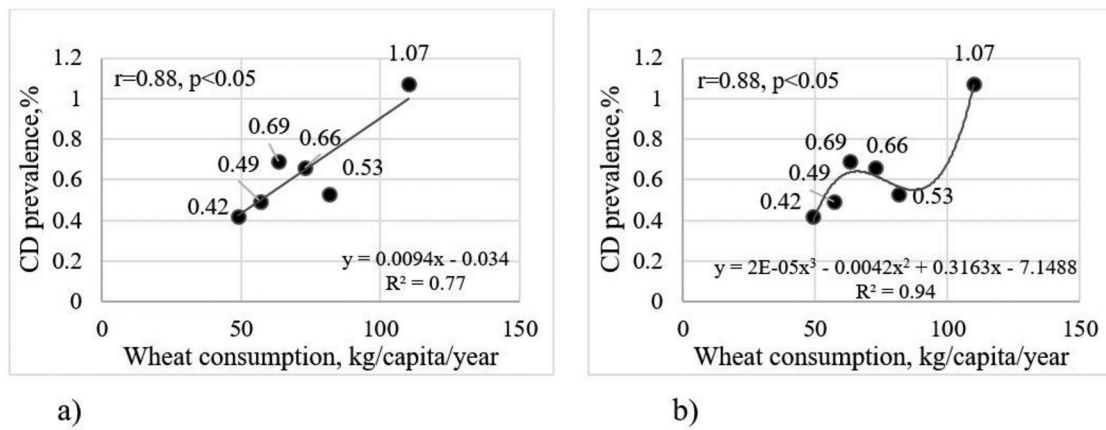 1.07
1.2
r=0.88, p<0.05
1
0.69
0.8
0.66
0.49
0.53
0.6
0.42
0.4
0.2
y = 0.0094x - 0.034
R² = 0.77
0
0 50 100 150
CD prevalence,%
Wheat consumption, kg/capita/year
a)
1.07
1.2
r=0.88, p<0.05
1
0.69
0.8
0.66
0.49
0.6
0.42
0.53
0.4
0.2
y = 2E-05x³ - 0.0042x² + 0.3163x - 7.1488
R² = 0.94
0
0 50 100 150
CD prevalence,%
Wheat consumption, kg/capita/year
b)